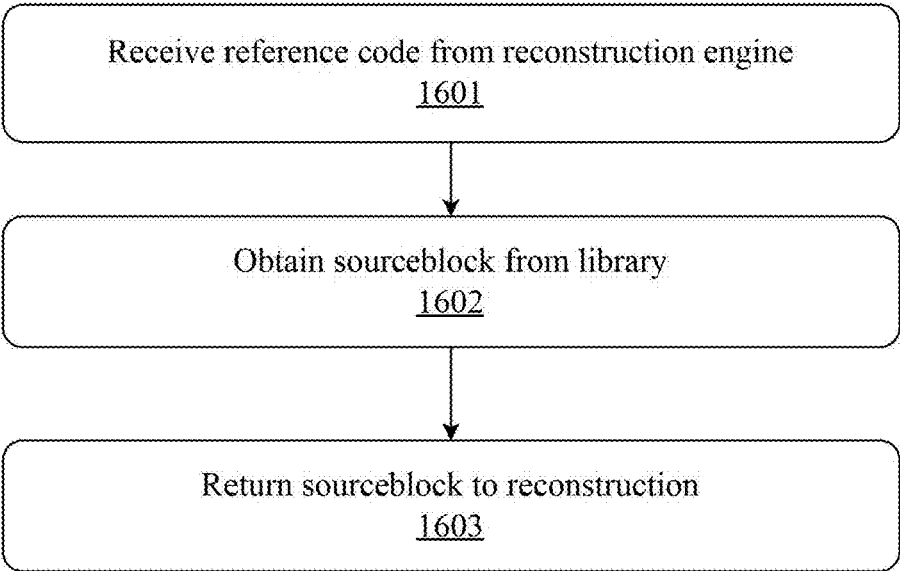 Receive reference code from reconstruction engine
1601
Obtain sourceblock from library
1602
Return sourceblock to reconstruction
1603